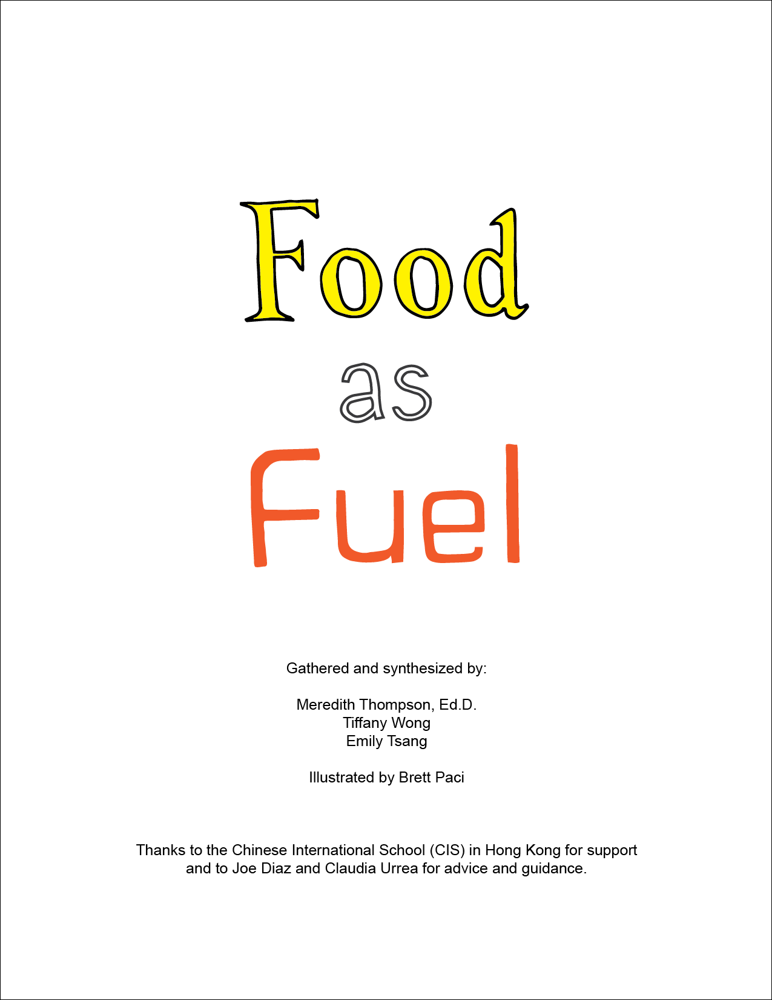 Food
as
Fuel
Gathered and synthesized by:
Meredith Thompson, Ed.D.
Tiffany Wong
Emily Tsang
Illustrated by Brett Paci
Thanks to the Chinese International School (CIS) in Hong Kong for support
and to Joe Diaz and Claudia Urrea for advice and guidance.